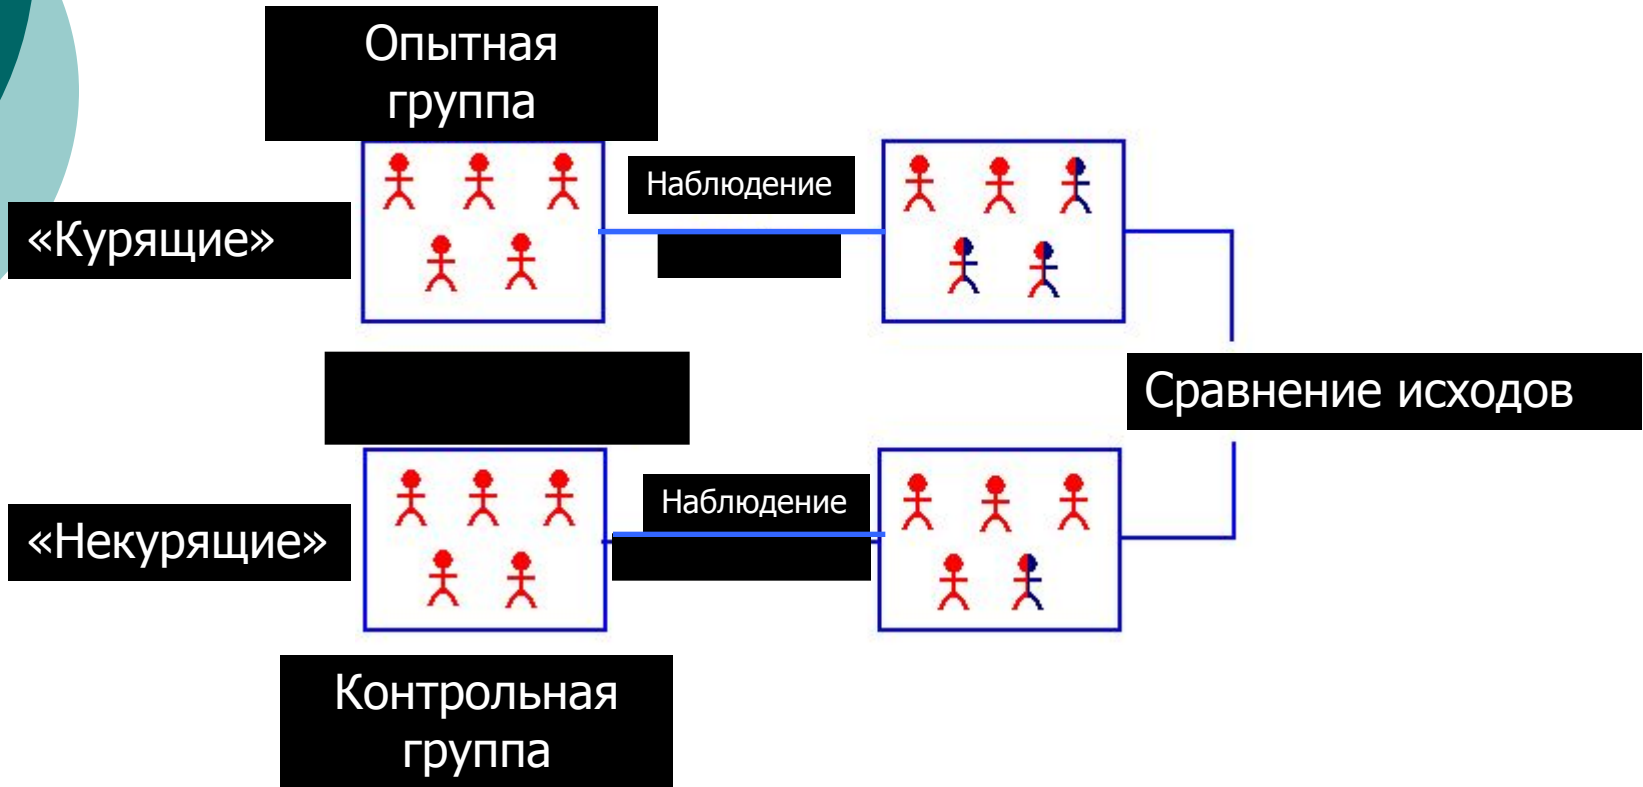 Опытная
группа
Наблюдение
«Курящие»
Сравнение исходов
Наблюдение
«Некурящие»
Контрольная
группа